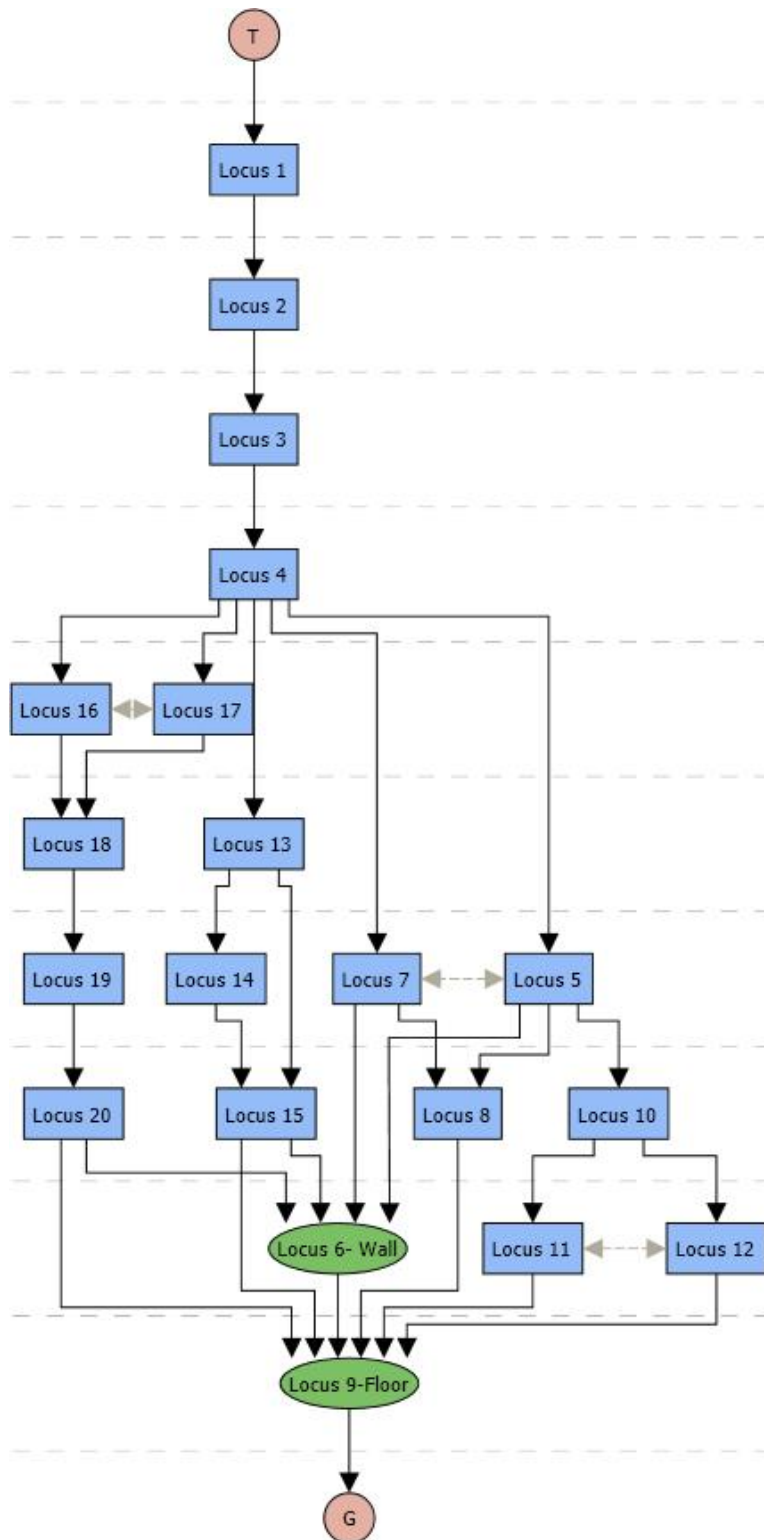 T
Locus 1
Locus 2
Locus 3
Locus 4
Locus 16
Locus 17
Locus 18
Locus 13
Locus 19
Locus 14
Locus 7
Locus 5
Locus 20
Locus 15
Locus 8
Locus 10
Locus 6- Wall
Locus 11
Locus 12
Locus 9-Floor
G